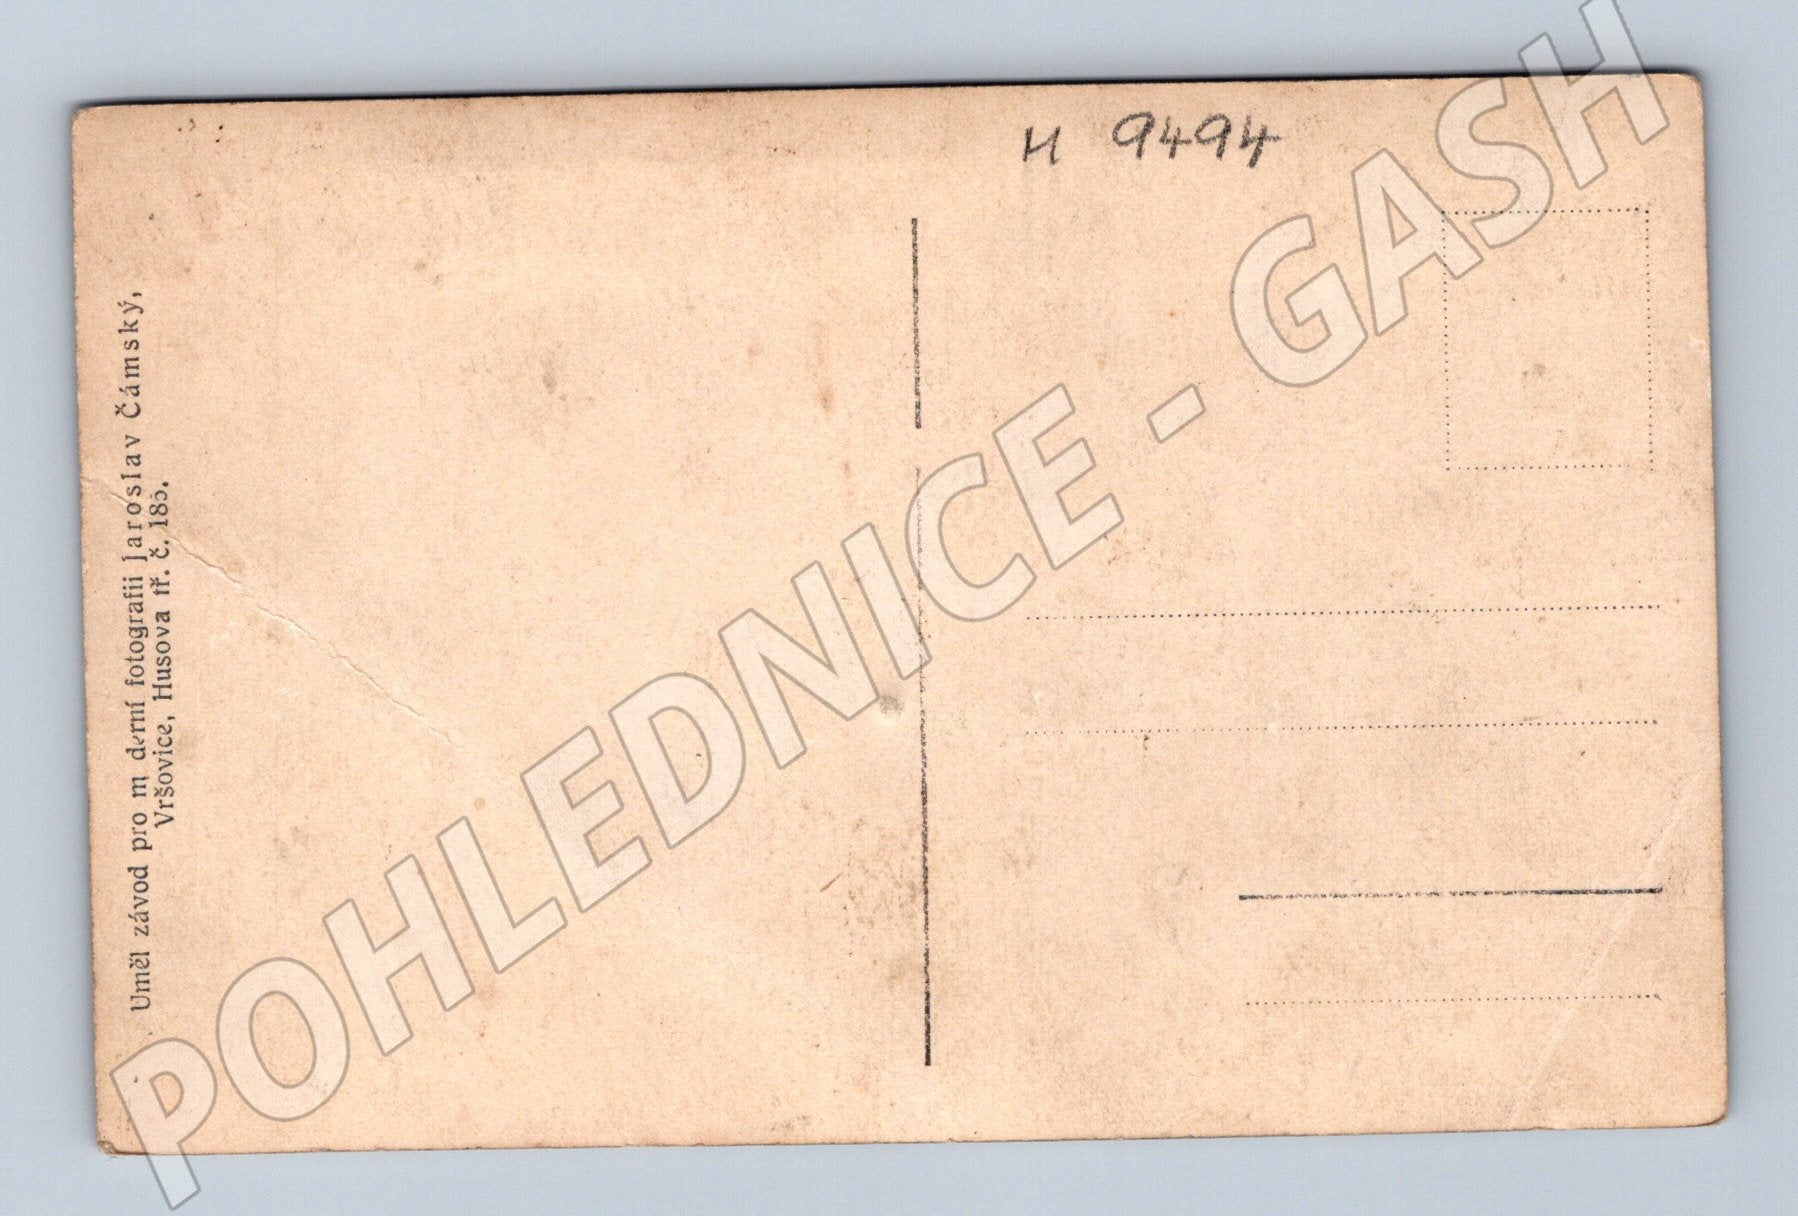 H 9494
Uměl závod pro m derní fotografii Jaroslav Čámský,
Vršovice, Husova tř. č. 185.
POHLEDNICE - GASH